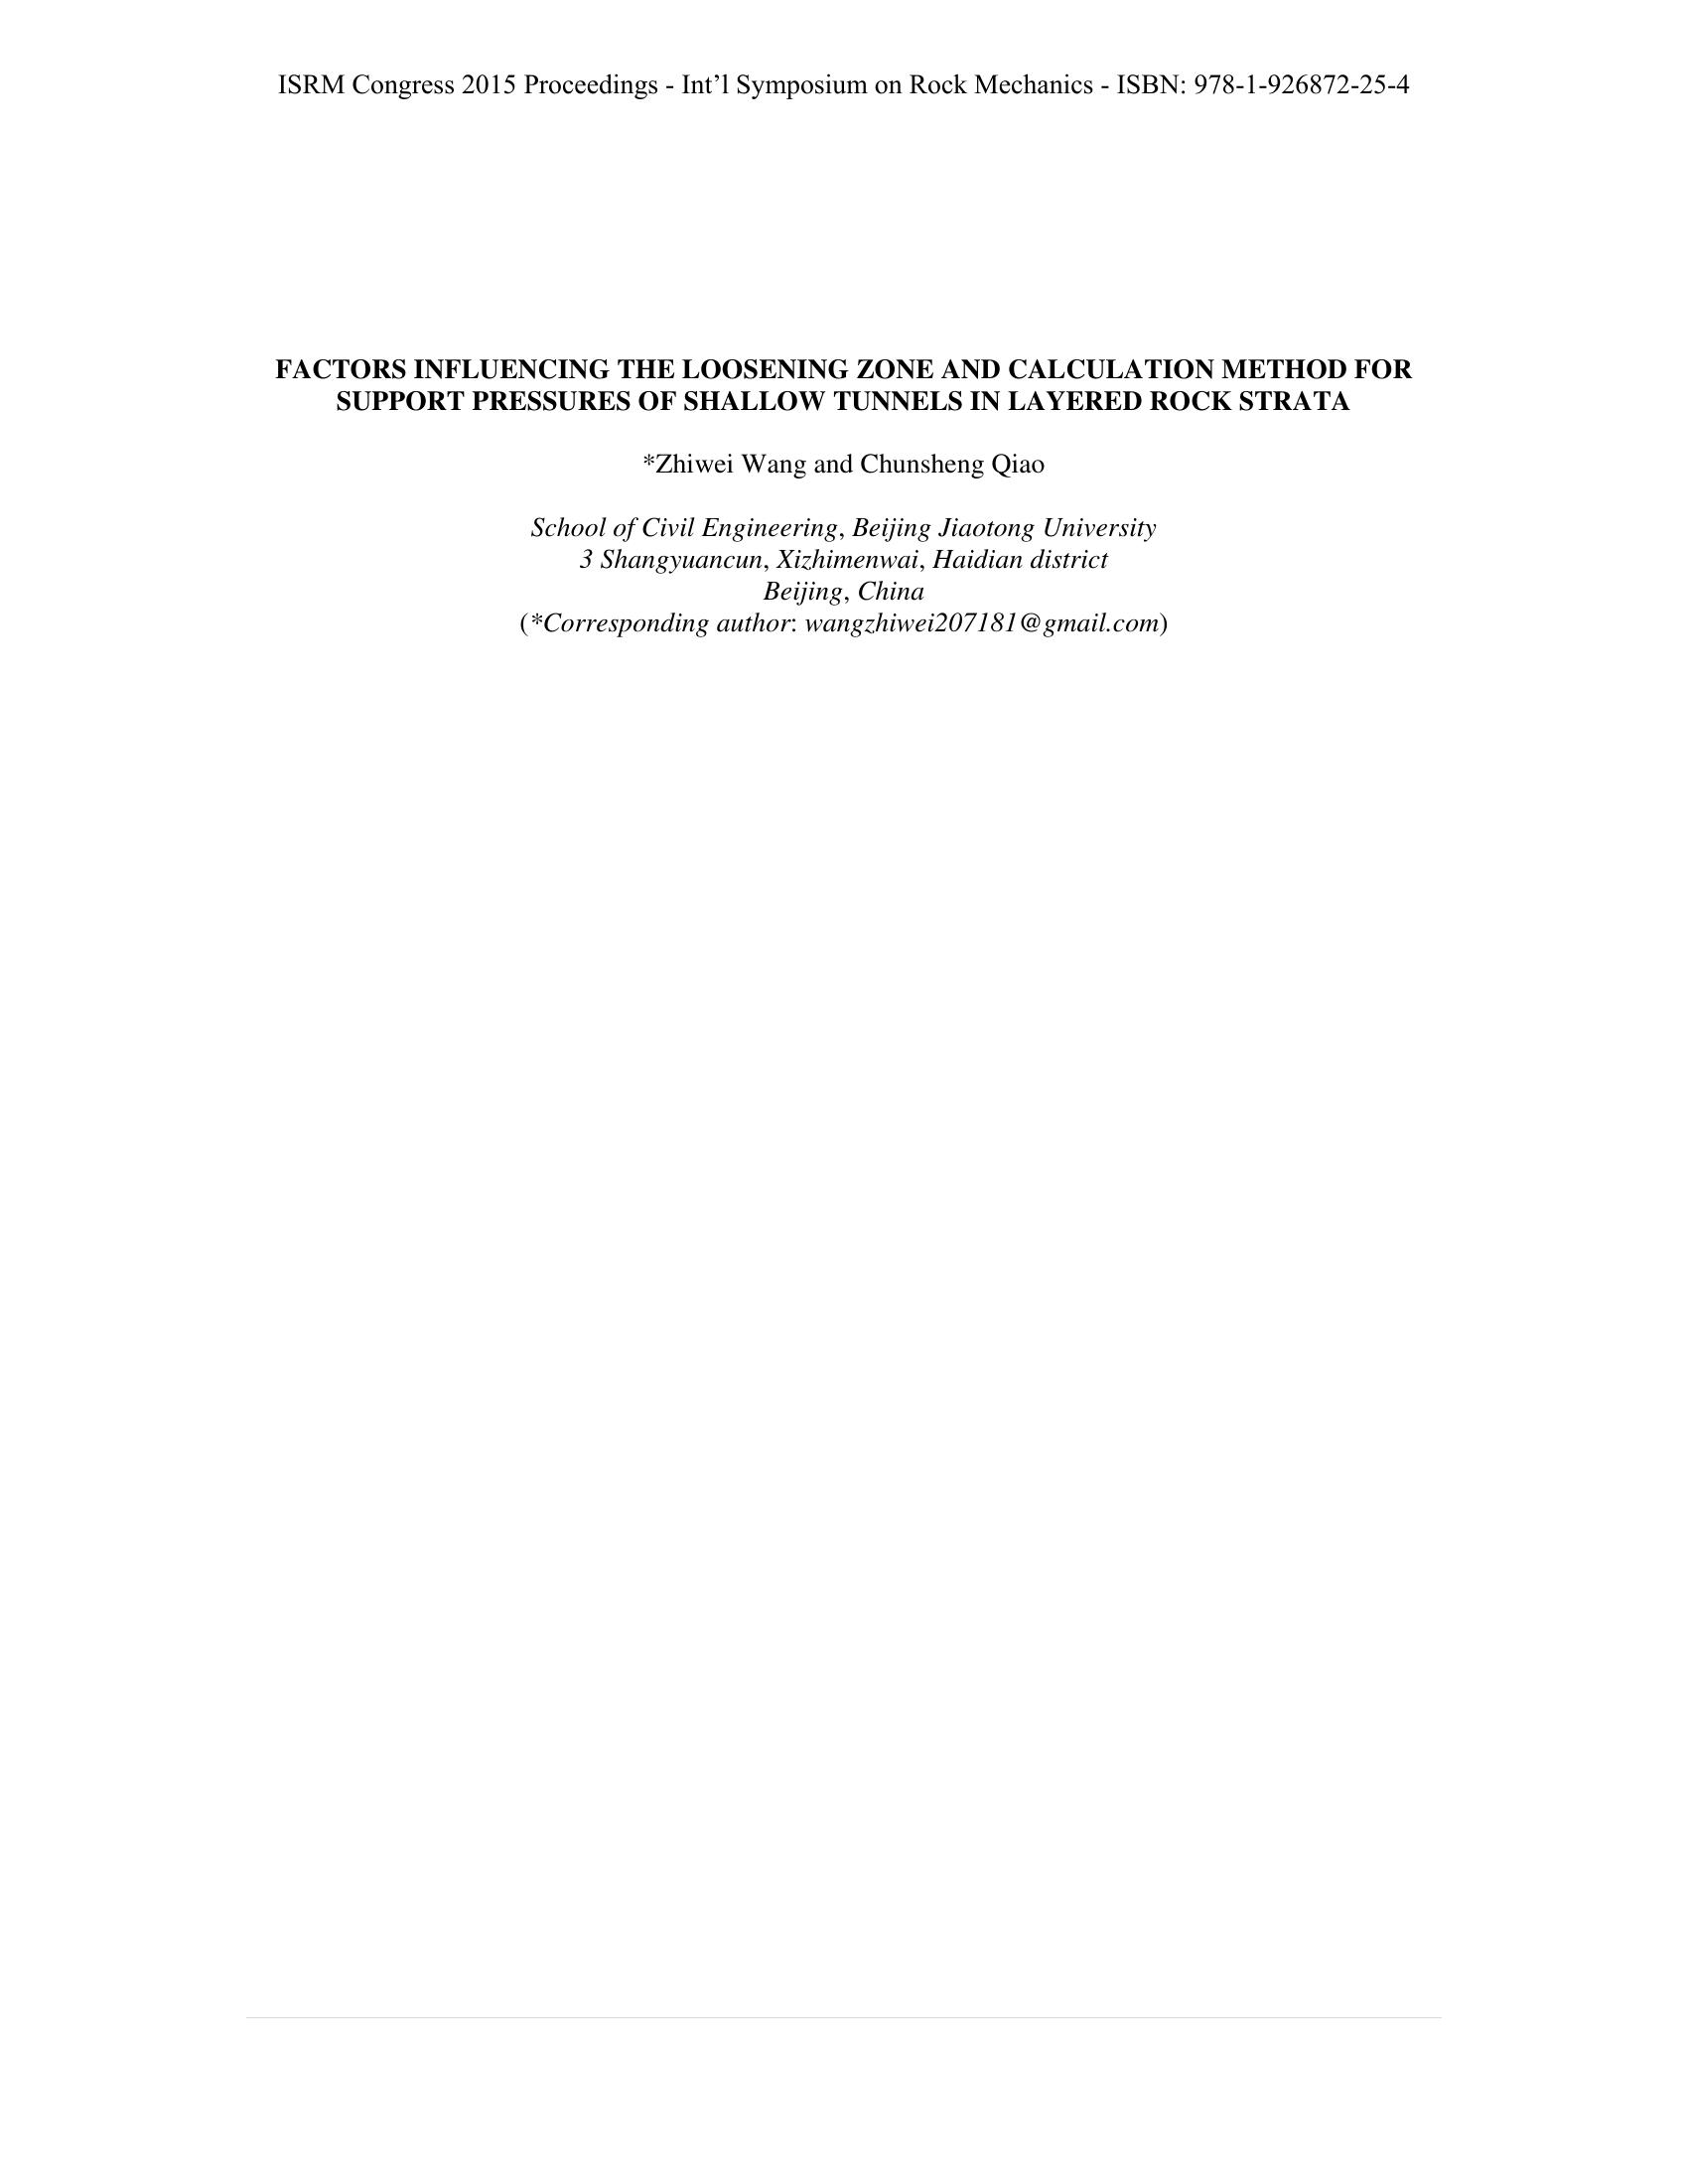 ISRM Congress 2015 Proceedings - Int’l Symposium on Rock Mechanics - ISBN: 978-1-926872-25-4
FACTORS INFLUENCING THE LOOSENING ZONE AND CALCULATION METHOD FOR
SUPPORT PRESSURES OF SHALLOW TUNNELS IN LAYERED ROCK STRATA
*Zhiwei Wang and Chunsheng Qiao
School of Civil Engineering, Beijing Jiaotong University
3 Shangyuancun, Xizhimenwai, Haidian district
Beijing, China
(*Corresponding author: wangzhiwei207181@gmail.com)